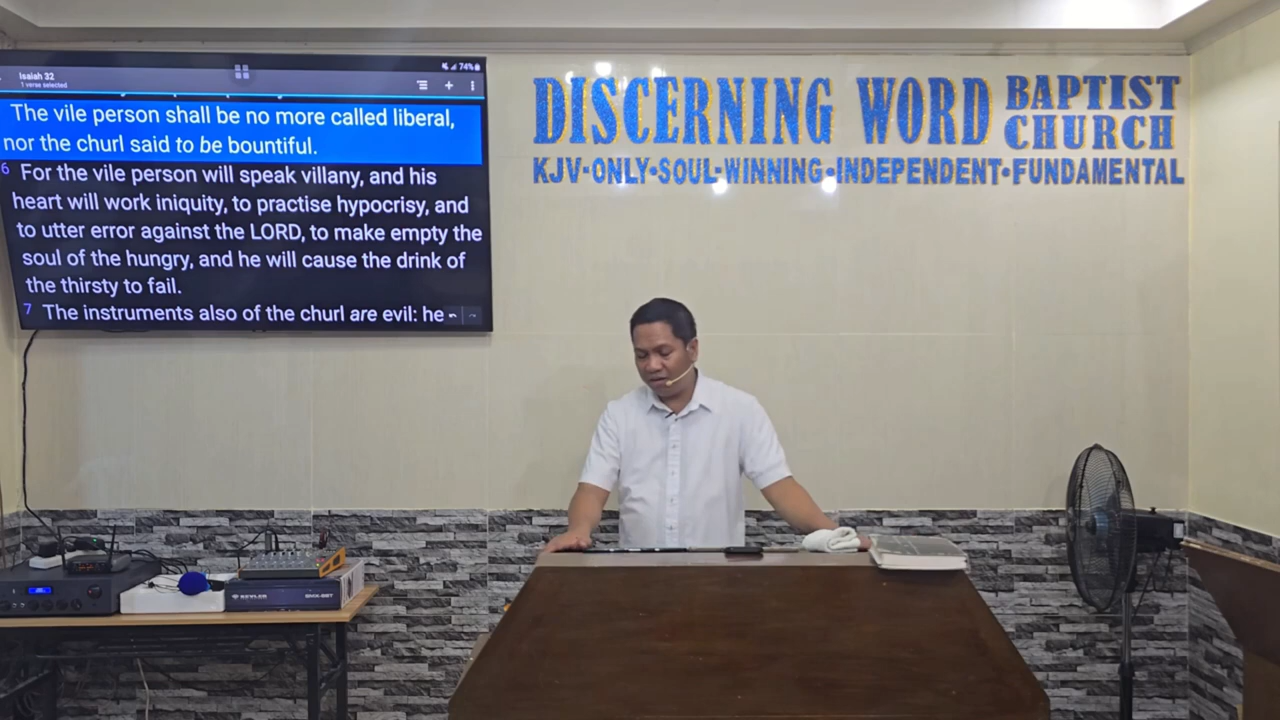 Isaiah 32
1 verse selected
74%
The vile person shall be no more called liberal,
nor the churl said to be bountiful.
6 For the vile person will speak villany, and his
heart will work iniquity, to practise hypocrisy, and
to utter error against the LORD, to make empty the
soul of the hungry, and he will cause the drink of
the thirsty to fail.
7 The instruments also of the churl are evil: he
DISCERNING WORD BAPTIST CHURCH
KJV-ONLY•SOUL-WINNING•INDEPENDENT•FUNDAMENTAL
KEVLER